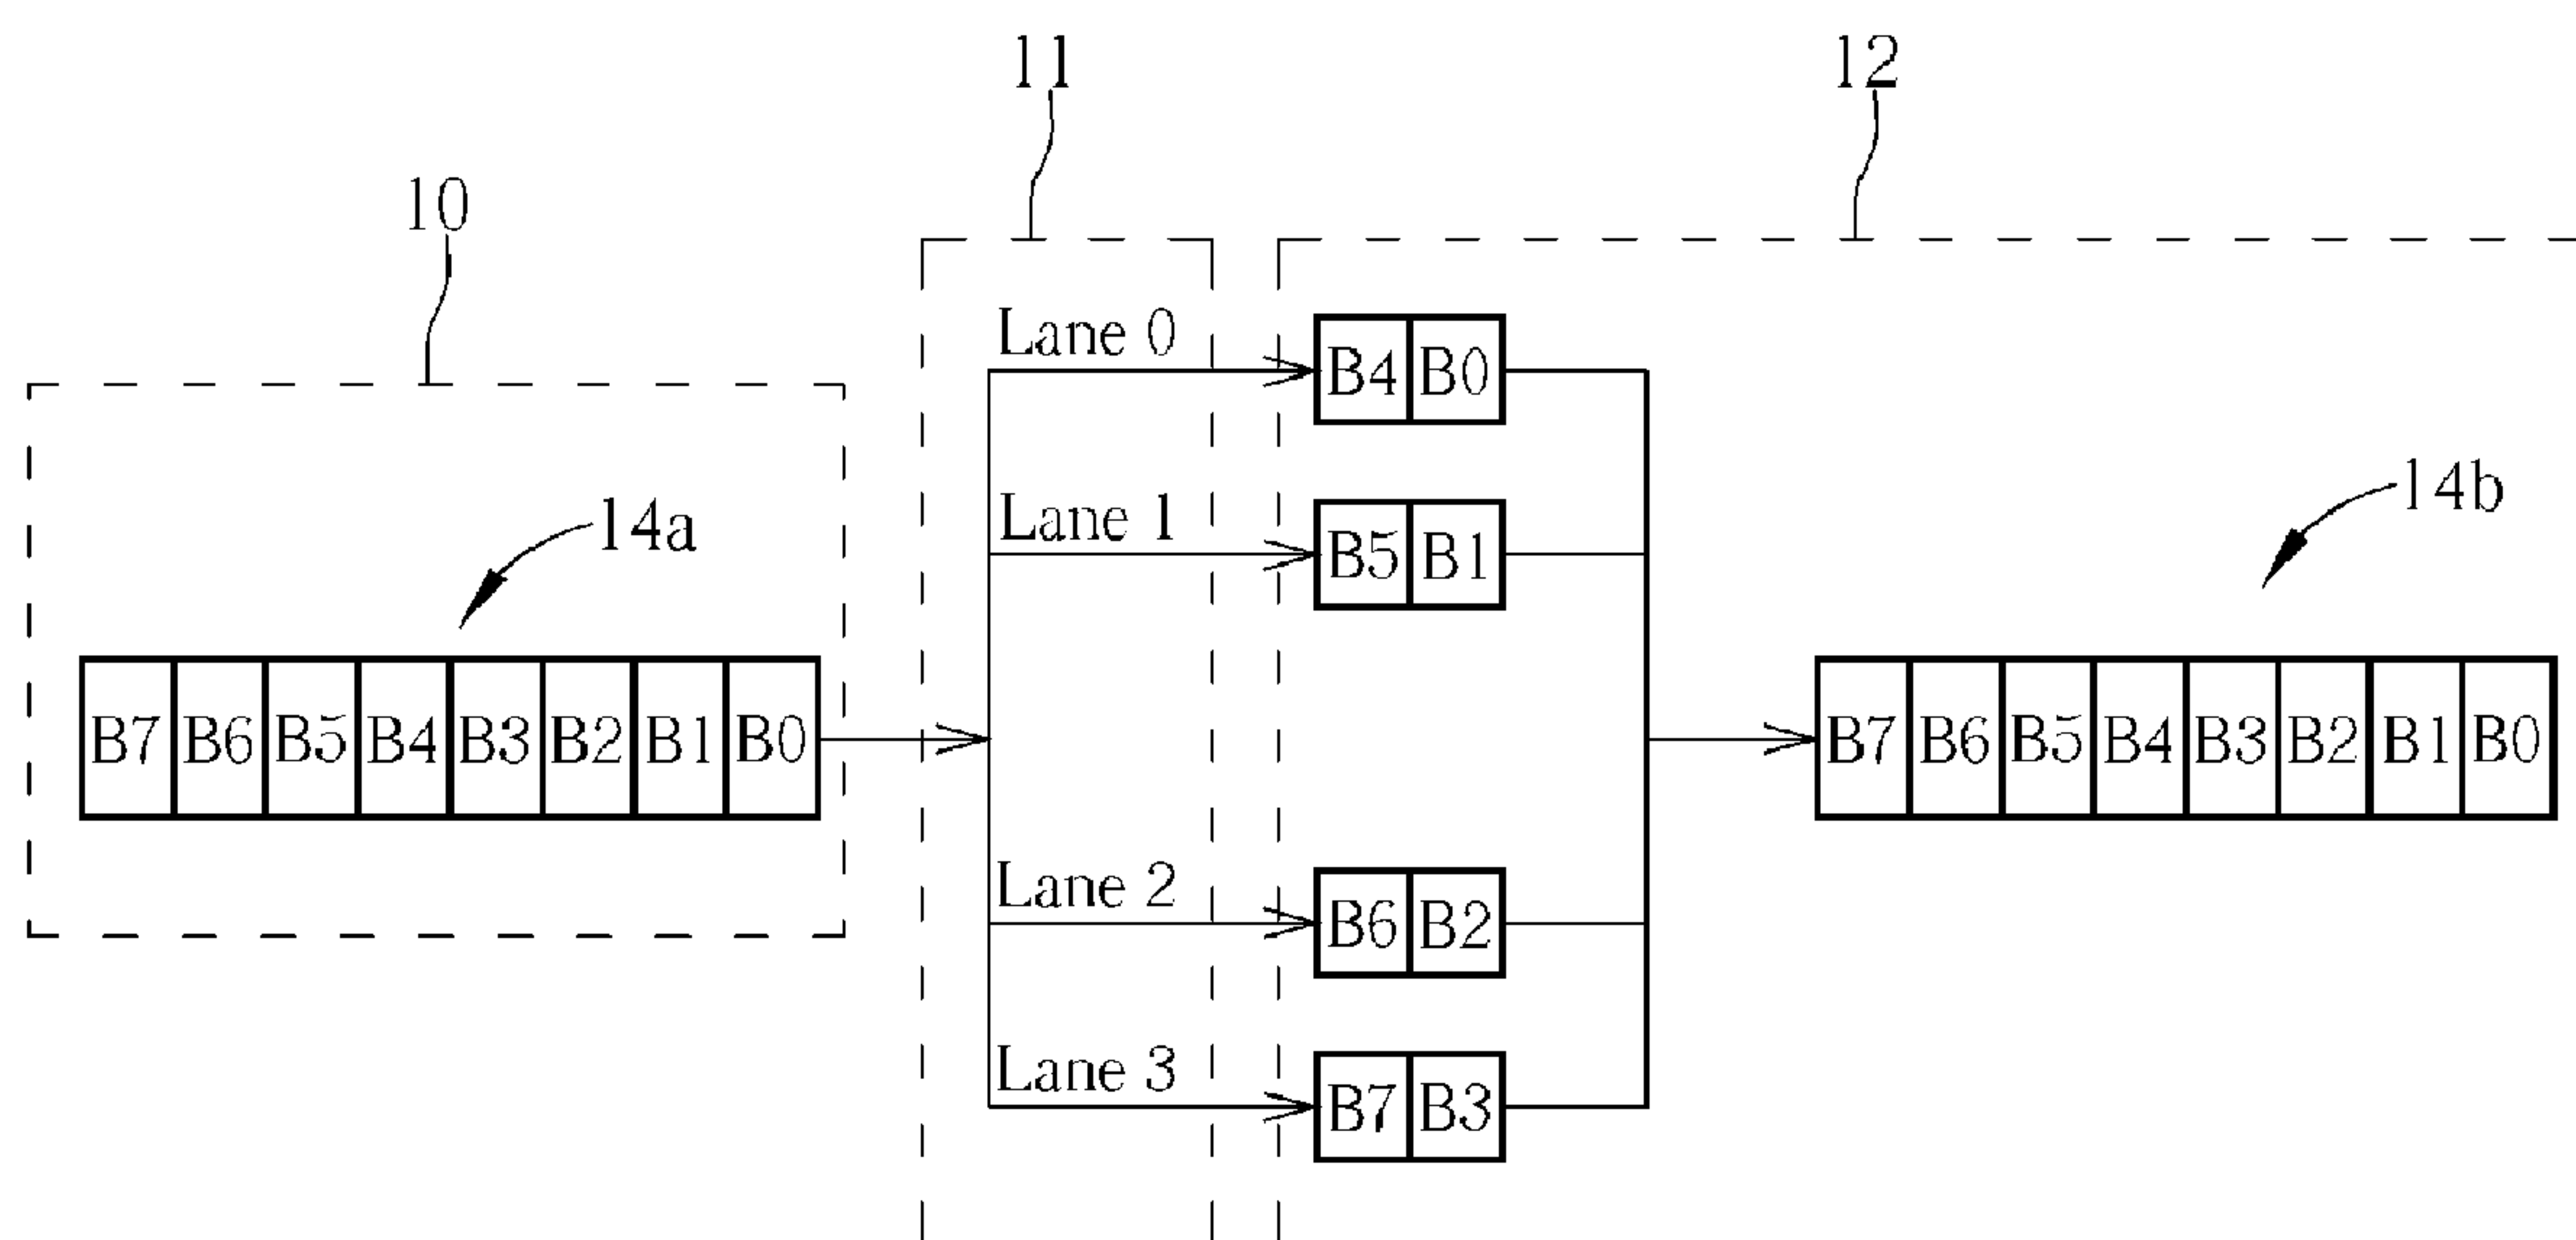 11
12
10
Lane 0
B4 B0
14b
Lane 1
14a
B5 B1
B7 B6 B5 B4 B3 B2 B1 B0
B7 B6 B5 B4 B3 B2 B1 B0
Lane 2
B6 B2
Lane 3
B7 B3